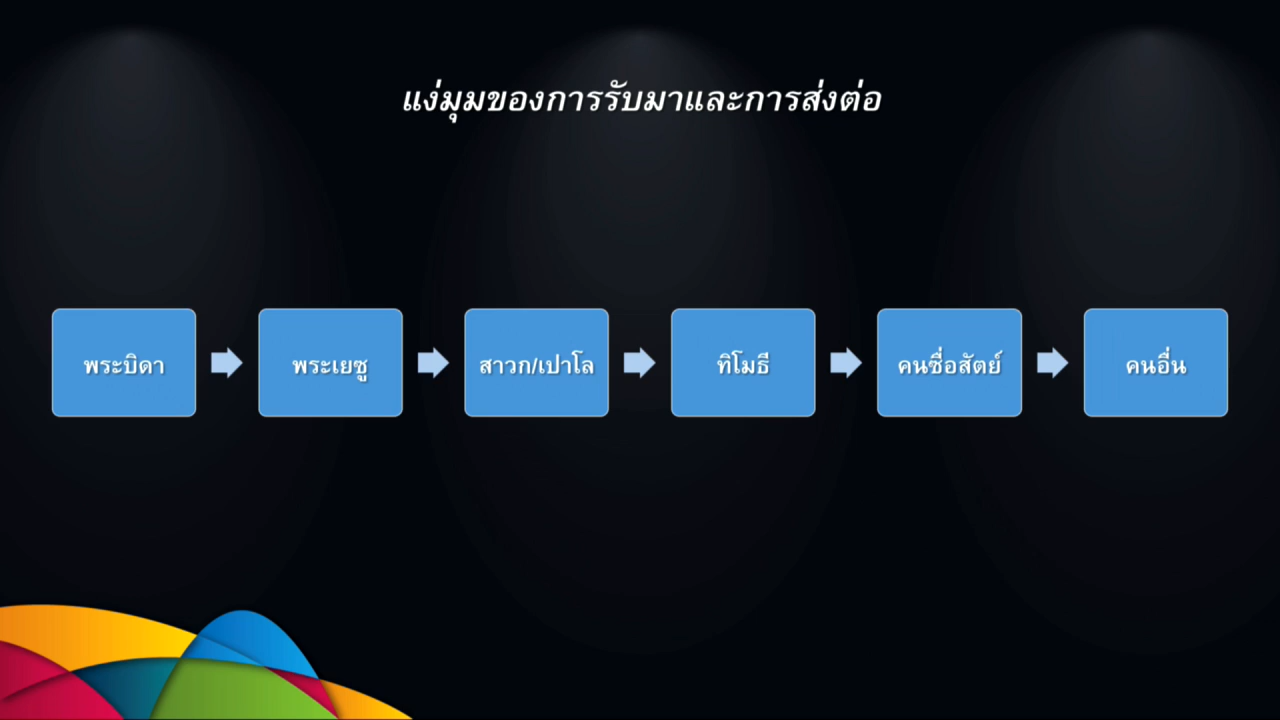 แง่มุมของการรับมาและการส่งต่อ
พระบิดา
พระเยซู
สาวก/เปาโล
ทิโมธี
คนซื่อสัตย์
คนอื่น